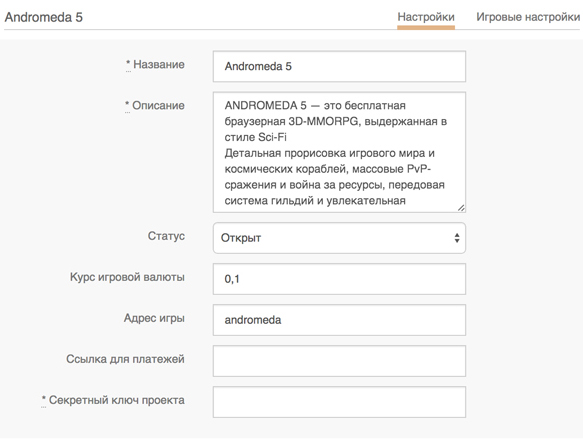 Andromeda 5
Настройки
Игровые настройки
* Название
Andromeda 5
* Описание
ANDROMEDA 5 — это бесплатная
браузерная 3D-MMORPG, выдержанная в
стиле Sci-Fi
Детальная прорисовка игрового мира и
космических кораблей, массовые PvP-
сражения и война за ресурсы, передовая
система гильдий и увлекательная
Статус
Открыт
Курс игровой валюты
0,1
Адрес игры
andromeda
Ссылка для платежей
* Секретный ключ проекта